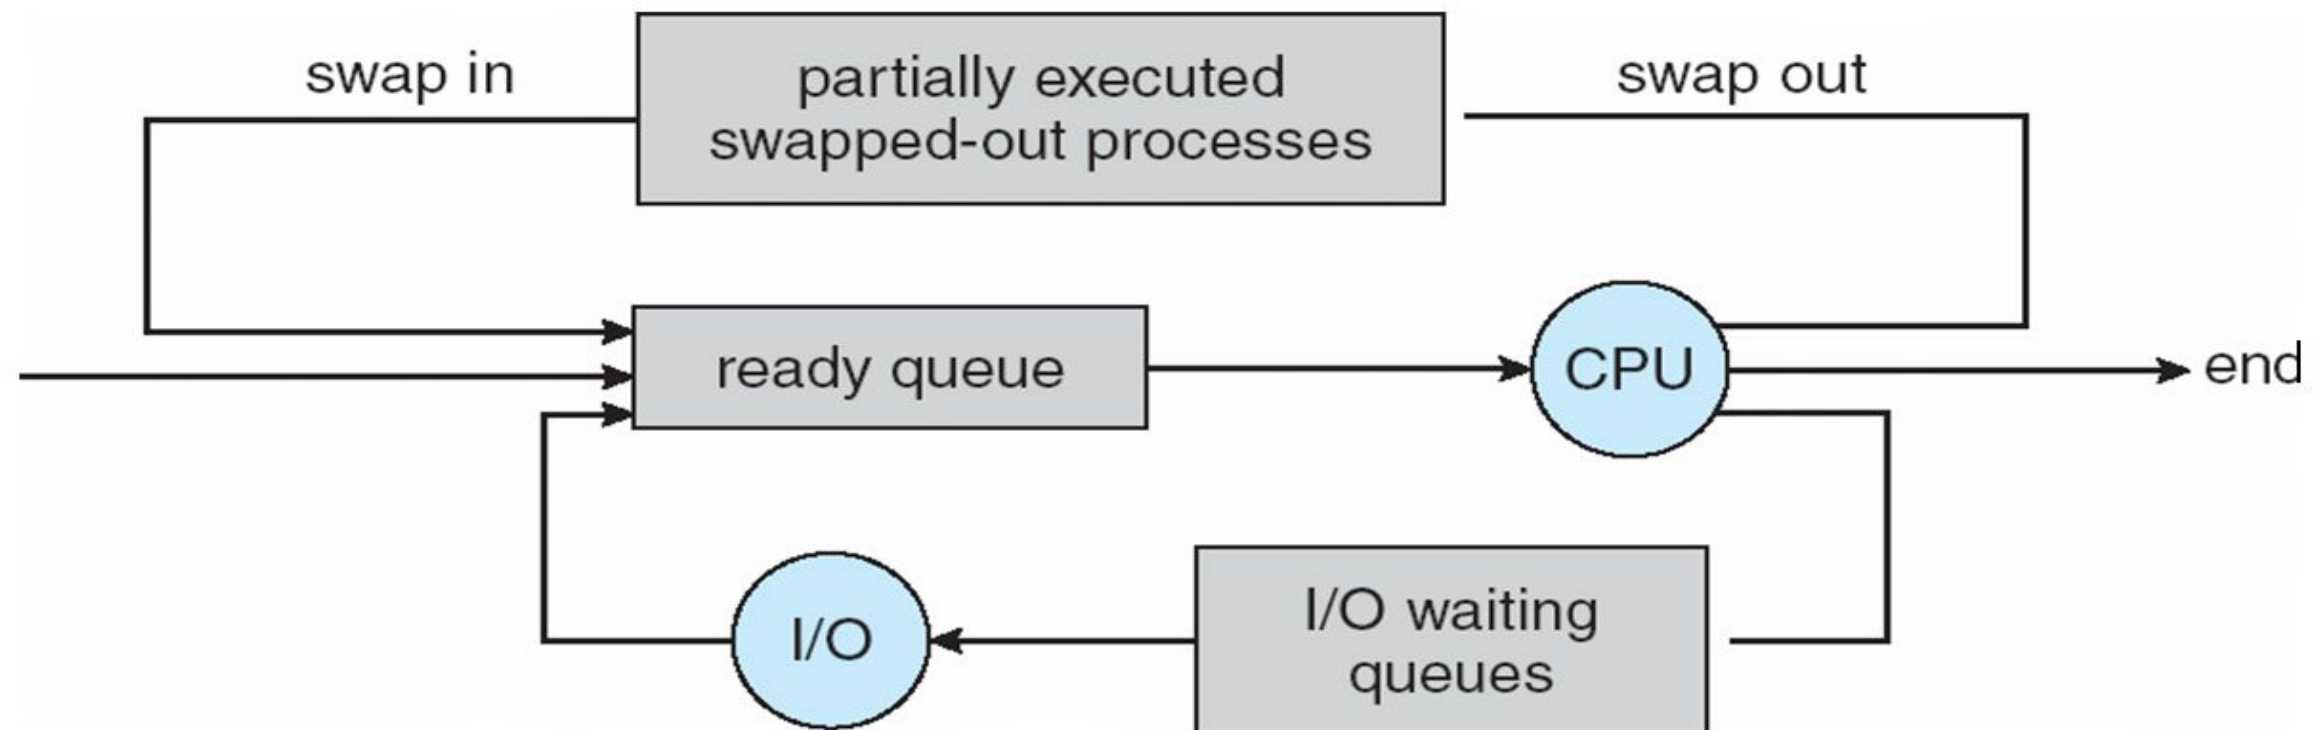 swap in
partially executed
swapped-out processes
swap out
ready queue
CPU
end
I/O
I/O waiting
queues